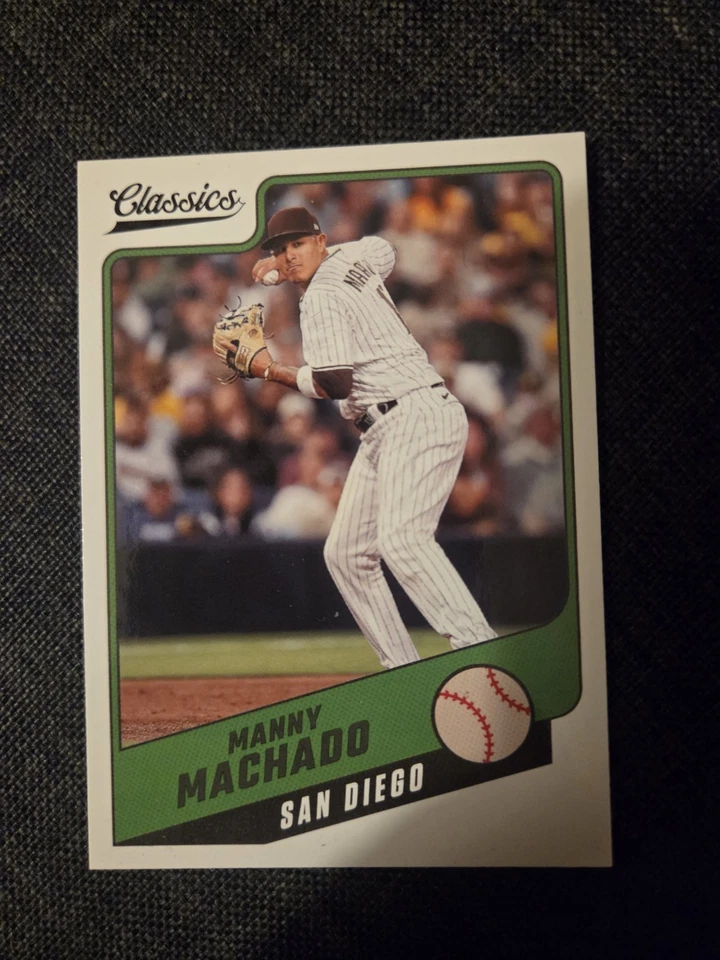 Classics
MANNY
MACHADO
SAN DIEGO